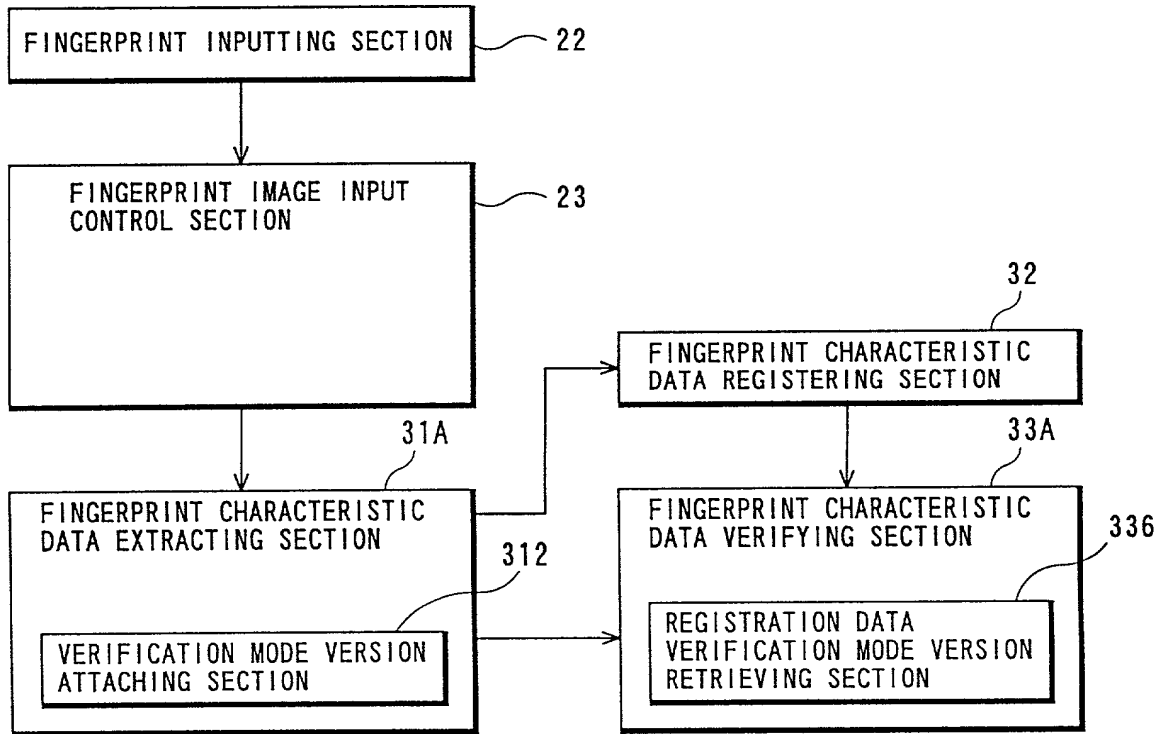 FINGERPRINT INPUTTING SECTION
22
FINGERPRINT IMAGE INPUT
CONTROL SECTION
23
32
FINGERPRINT CHARACTERISTIC
DATA REGISTERING SECTION
31A
FINGERPRINT CHARACTERISTIC
DATA EXTRACTING SECTION
312
VERIFICATION MODE VERSION
ATTACHING SECTION
33A
FINGERPRINT CHARACTERISTIC
DATA VERIFYING SECTION
336
REGISTRATION DATA
VERIFICATION MODE VERSION
RETRIEVING SECTION